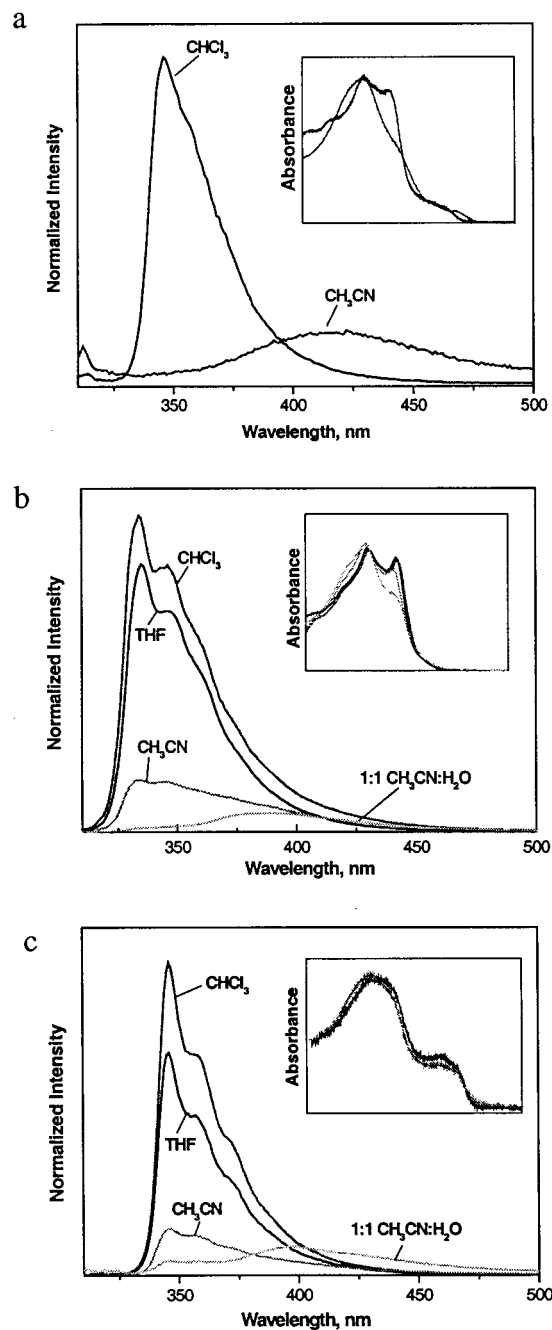 a
CHCl₃
Normalized Intensity
Absorbance
CH₃CN
350 400 450 500
Wavelength, nm
b
CHCl₃
THF
Normalized Intensity
Absorbance
CH₃CN
1:1 CH₃CN:H₂O
350 400 450 500
Wavelength, nm
c
CHCl₃
THF
Normalized Intensity
Absorbance
CH₃CN
1:1 CH₃CN:H₂O
350 400 450 500
Wavelength, nm